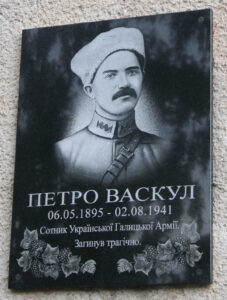 ПЕТРО ВАСКУЛ
06.05.1895 - 02.08.1941
Сотник Української Галицької Армії.
Загинув трагічно.